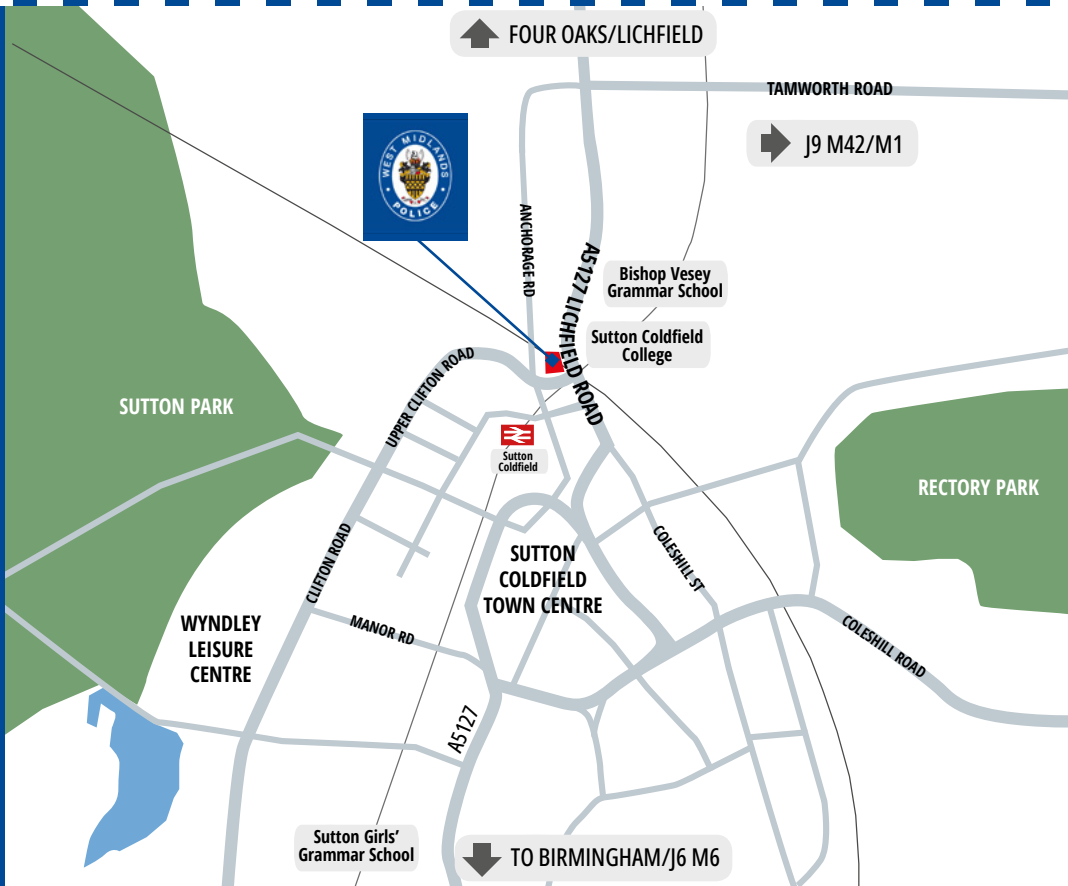 FOUR OAKS/LICHFIELD
TAMWORTH ROAD
J9 M42/M1
WEST MIDLANDS
POLICE
ANCHORAGE RD
A5127 LICHFIELD ROAD
Bishop Vesey
Grammar School
Sutton Coldfield
College
UPPER CLIFTON ROAD
SUTTON PARK
Sutton
Coldfield
RECTORY PARK
CLIFTON ROAD
SUTTON
COLDFIELD
TOWN CENTRE
COLESHILL ST
WYNDLEY
LEISURE
CENTRE
MANOR RD
COLESHILL ROAD
A5127
Sutton Girls'
Grammar School
TO BIRMINGHAM/J6 M6